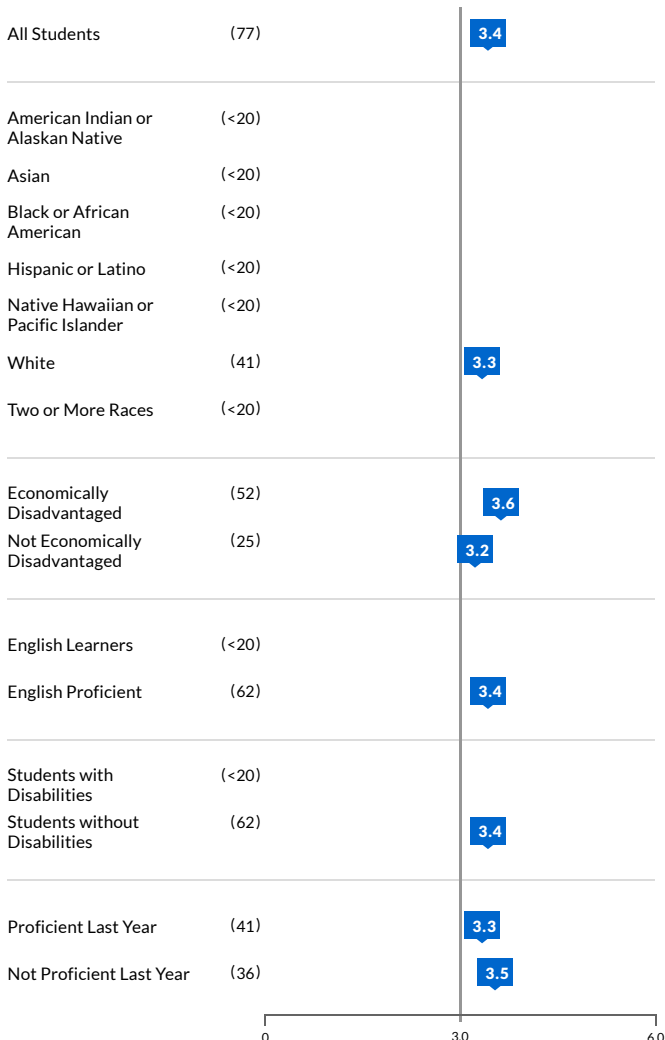 All Students (77) 3.4
American Indian or (<20)
Alaskan Native
Asian (<20)
Black or African (<20)
American
Hispanic or Latino (<20)
Native Hawaiian or (<20)
Pacific Islander
White (41) 3.3
Two or More Races (<20)
Economically (52) 3.6
Disadvantaged
Not Economically (25) 3.2
Disadvantaged
English Learners (<20)
English Proficient (62) 3.4
Students with (<20)
Disabilities
Students without (62) 3.4
Disabilities
Proficient Last Year (41) 3.3
Not Proficient Last Year (36) 3.5
0 3.0 6.0